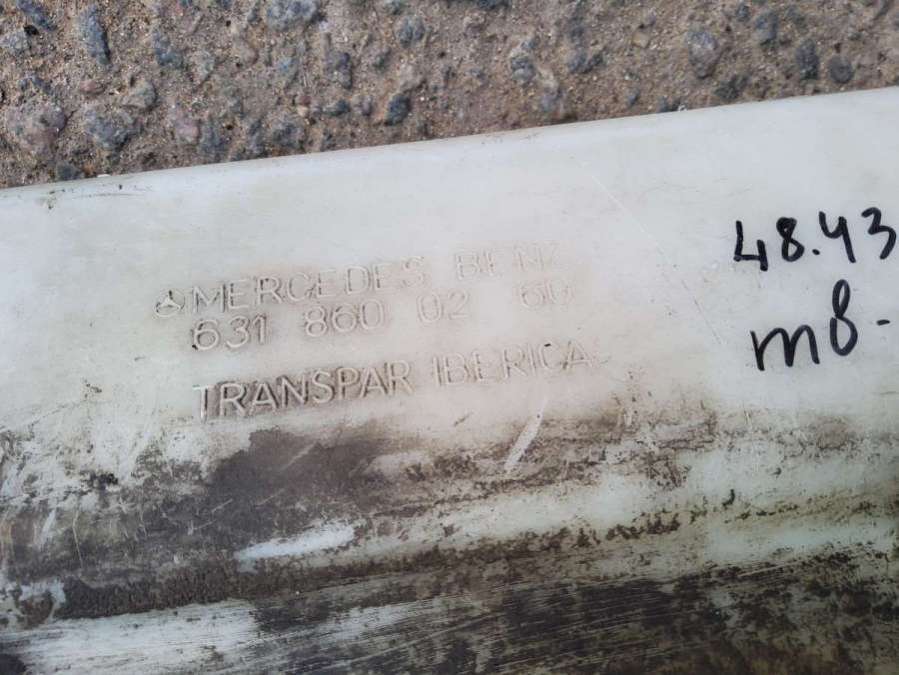 MERCEDES BENZ
631 860 02 60
TRANSPAR IBERICA
48.43
m8-